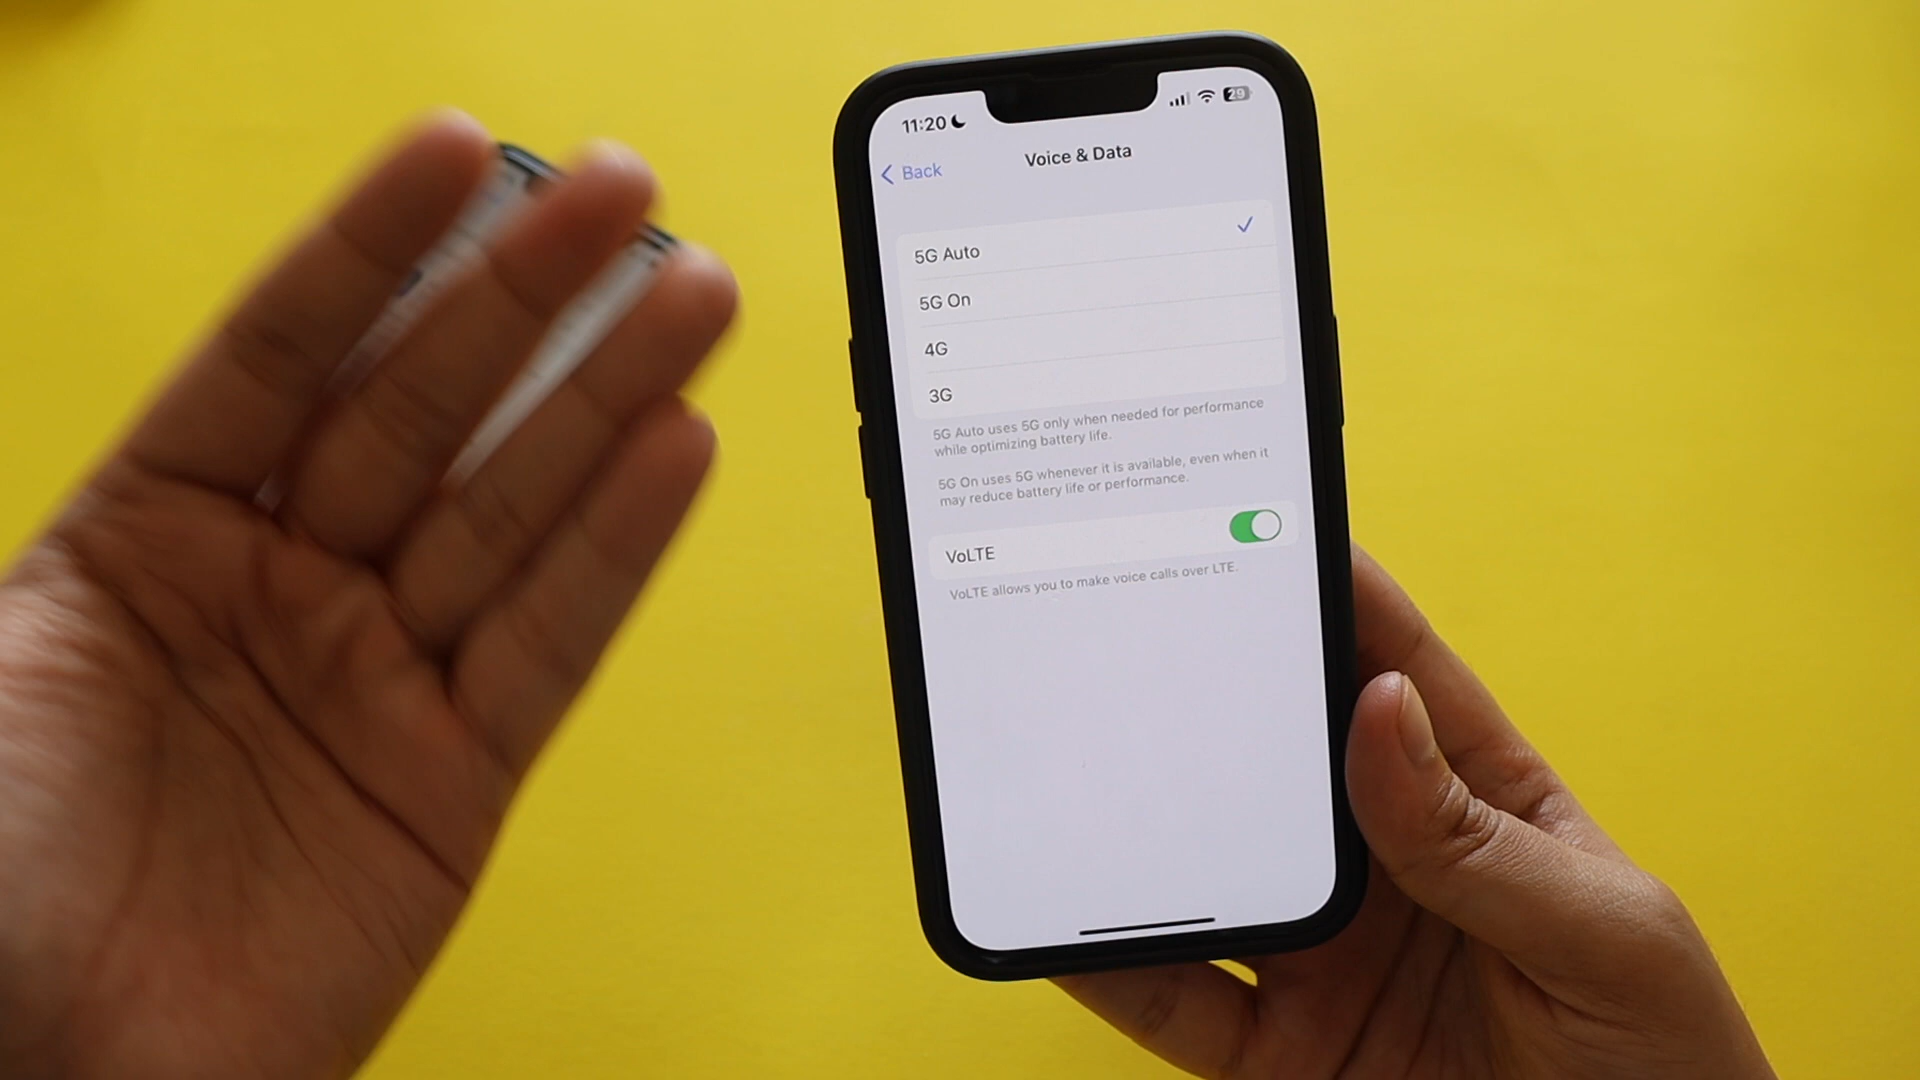 11:20
29
Back
Voice & Data
5G Auto
5G On
4G
3G
5G Auto uses 5G only when needed for performance
while optimizing battery life.
5G On uses 5G whenever it is available, even when it
may reduce battery life or performance.
VoLTE
VoLTE allows you to make voice calls over LTE.